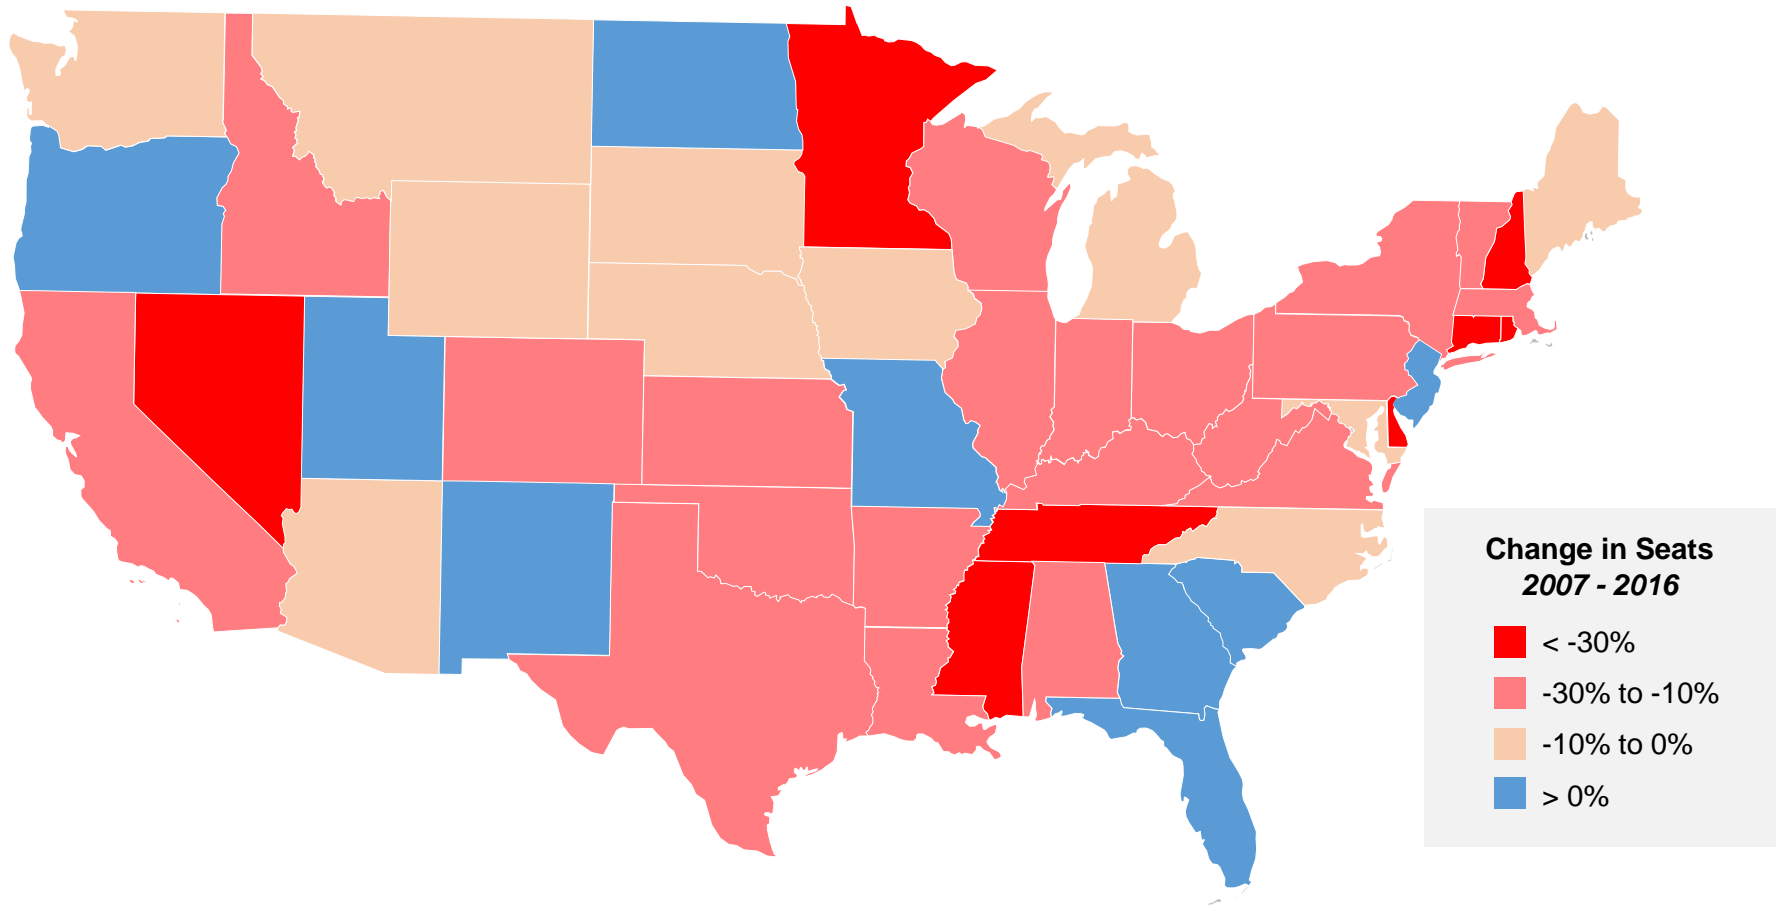 Change in Seats
2007 - 2016
< -30%
-30% to -10%
-10% to 0%
> 0%